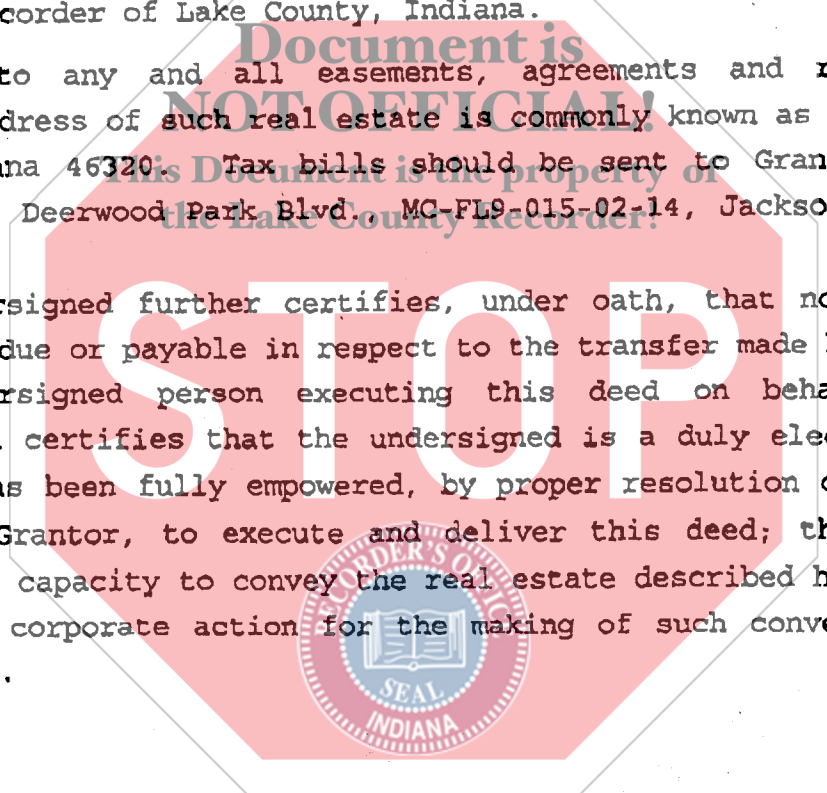 corder of Lake County, Indiana.
Document is
to any and all easements, agreements and
NOT OFFICIAL!
dress of such real estate is commonly known as
This Document is the property of
ana 46320. Tax bills should be sent to Gran
the Lake County Recorder!
Deerwood Park Blvd., MC-FL9-015-02-14, Jackso
rsigned further certifies, under oath, that no
due or payable in respect to the transfer made
rsigned person executing this deed on beha
certifies that the undersigned is a duly elec
as been fully empowered, by proper resolution o
Grantor, to execute and deliver this deed; th
capacity to convey the real estate described h
corporate action for the making of such conve
.
STOP
RECORDER'S OFFIC
SEAL
INDIANA